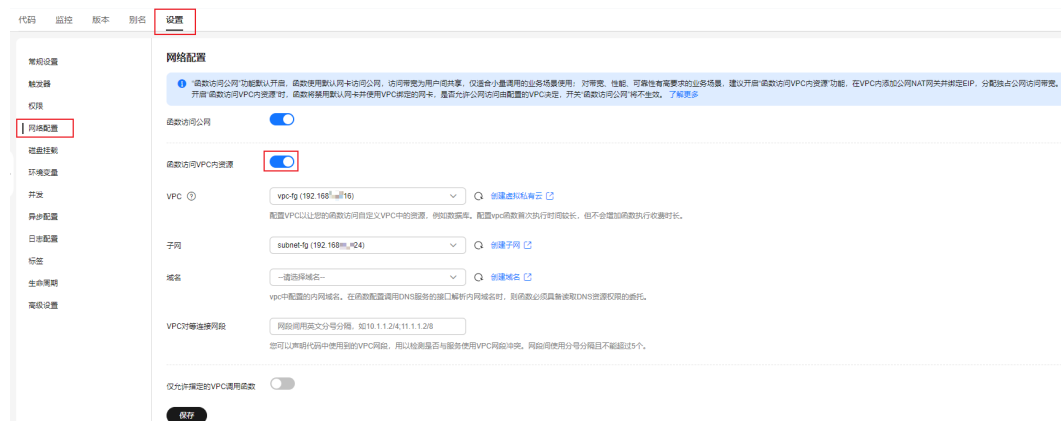 代码 监控 版本 别名 设置
常规设置
触发器
权限
网络配置
磁盘挂载
环境变量
并发
异步配置
日志配置
标签
生命周期
高级设置
网络配置
“函数访问公网”功能默认开启，函数使用默认网卡访问公网，访问带宽为用户间共享，仅适合小量调用的业务场景使用； 对带宽、性能、可靠性有高要求的业务场景，建议开启“函数访问VPC内资源”功能，在VPC内添加公网NAT网关并绑定EIP，分配独占公网访问带宽。
开启“函数访问VPC内资源”时，函数将禁用默认网卡并使用VPC绑定的网卡，是否允许公网访问由配置的VPC决定，开关“函数访问公网”将不生效。 了解更多
函数访问公网
函数访问VPC内资源
VPC vpc-fg (192.168 16) 创建虚拟私有云
配置VPC以让您的函数访问自定义VPC中的资源，例如数据库。配置vpc函数首次执行时间较长，但不会增加函数执行收费时长。
子网 subnet-fg (192.168 24) 创建子网
域名 --请选择域名-- 创建域名
vpc中配置的内网域名。在函数配置调用DNS服务的接口解析内网域名时，则函数必须具备读取DNS资源权限的委托。
VPC对等连接网段 网段间用英文分号分隔，如10.1.1.2/4;11.1.1.2/8
您可以声明代码中使用到的VPC网段，用以检测是否与服务使用VPC网段冲突。网段间使用分号分隔且不能超过5个。
仅允许指定的VPC调用函数
保存